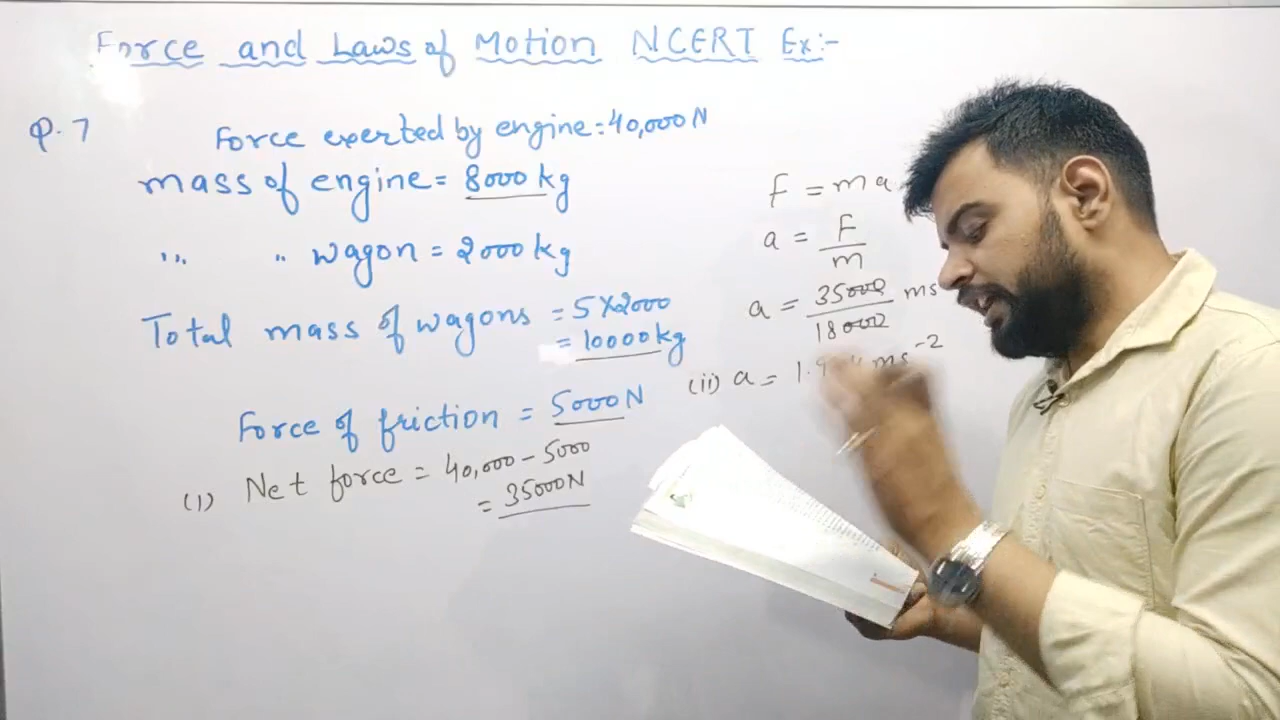 Force and Laws of Motion NCERT Ex:-
Q.7
Force exerted by engine = 40,000 N
mass of engine = 8000 kg
,,, ,, wagon = 2000 kg
Total mass of wagons = 5×2000
= 10000 kg
Force of friction = 5000 N
(i) Net force = 40,000 - 5000
= 35000 N
F = ma
a = F/m
a = 35000/18000 ms
(ii) a = ms-2